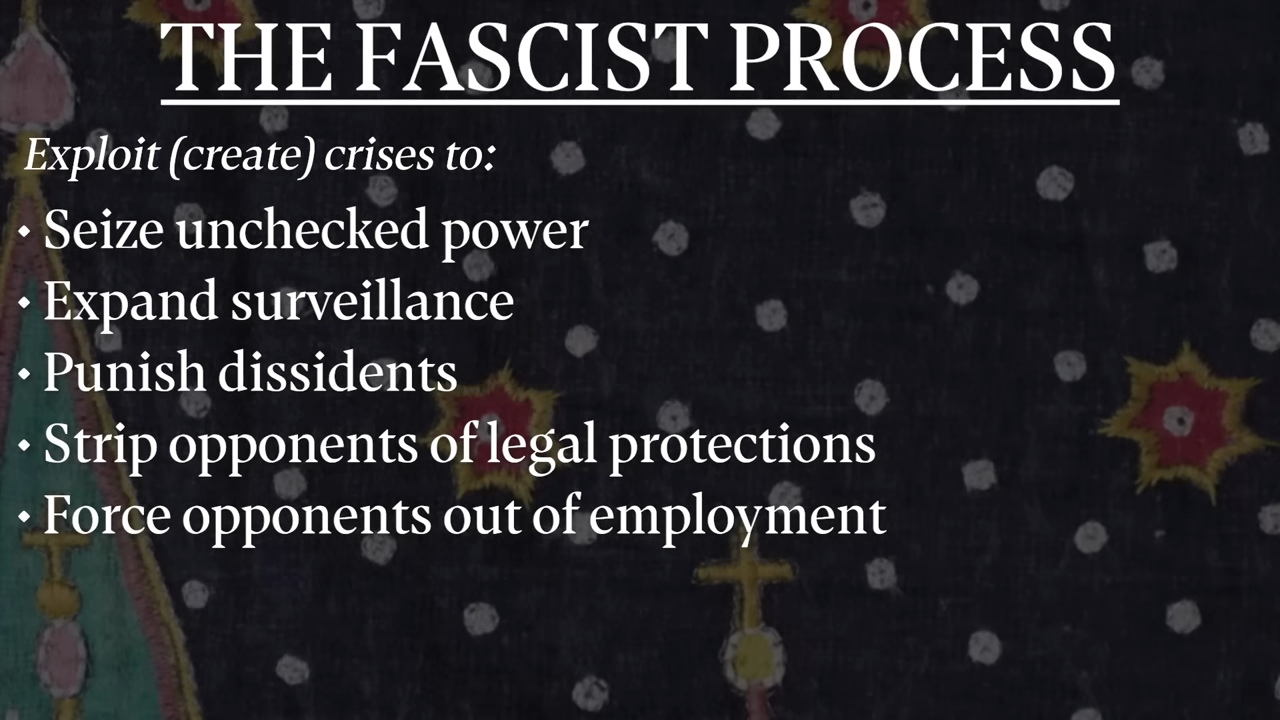 THE FASCIST PROCESS
Exploit (create) crises to:
• Seize unchecked power
• Expand surveillance
• Punish dissidents
• Strip opponents of legal protections
• Force opponents out of employment